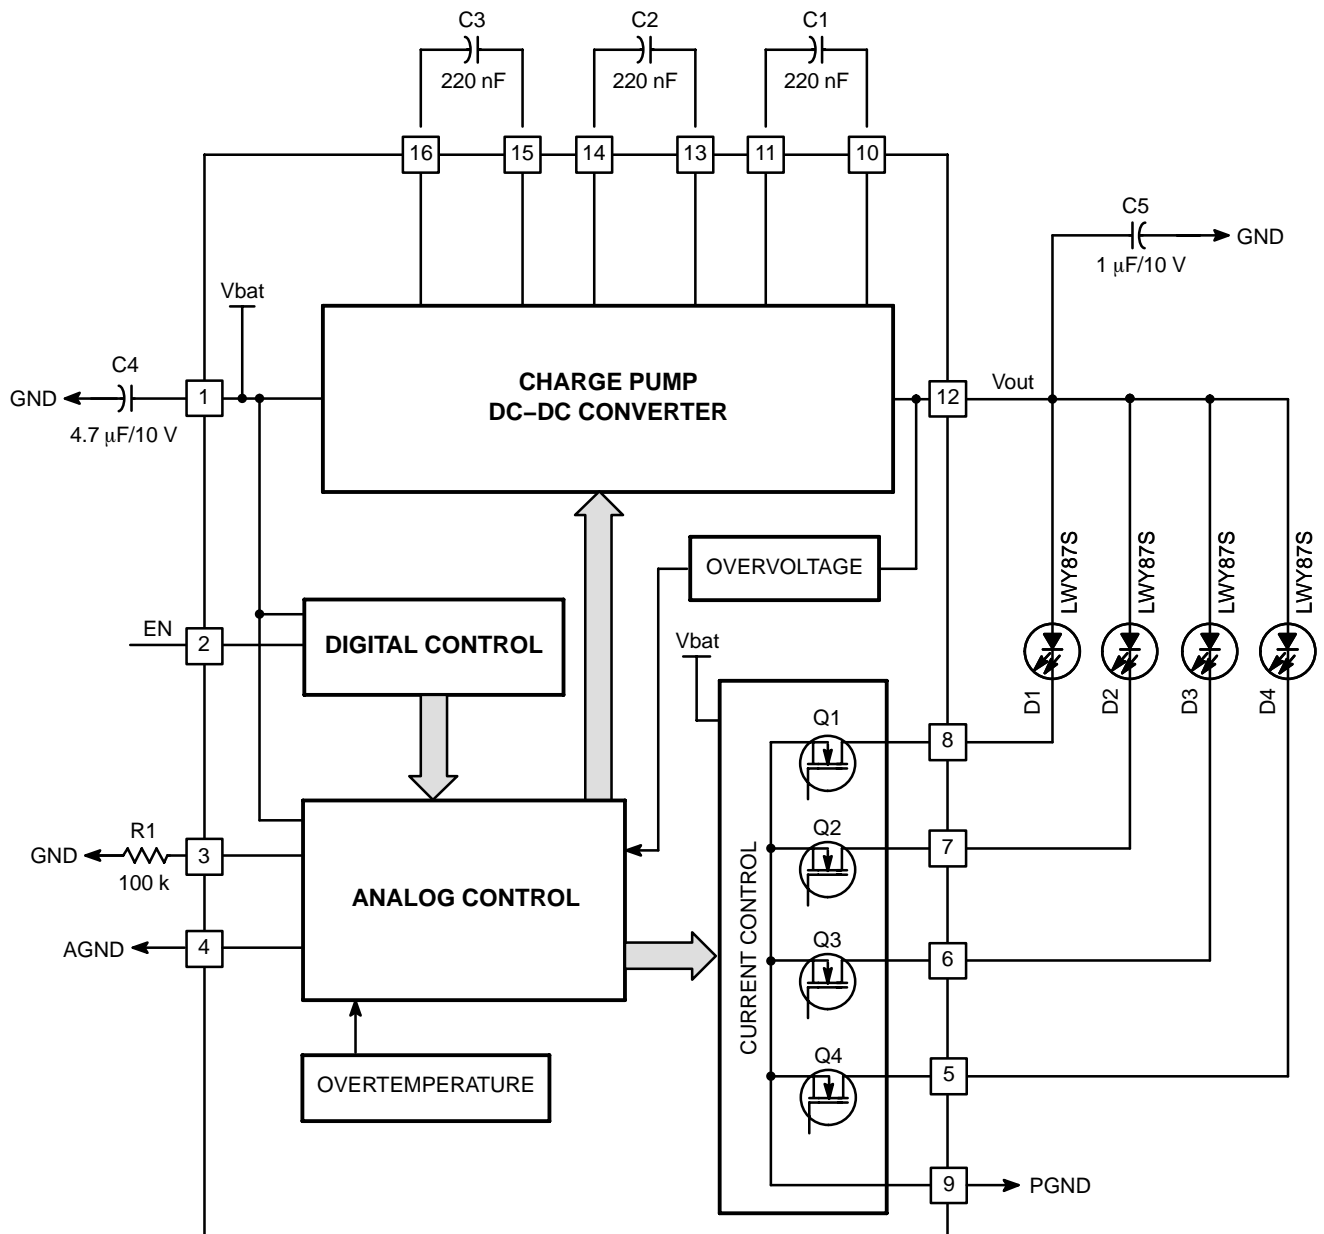 C3
C2
C1
220 nF
220 nF
220 nF
16
15
14
13
11
10
C5
GND
1 μF/10 V
Vbat
C4
GND
1
4.7 μF/10 V
CHARGE PUMP
DC–DC CONVERTER
12
Vout
OVERVOLTAGE
LWY87S
LWY87S
LWY87S
LWY87S
EN
2
DIGITAL CONTROL
Vbat
D1
D2
D3
D4
Q1
8
R1
GND
3
100 k
Q2
7
ANALOG CONTROL
CURRENT CONTROL
AGND
4
Q3
6
OVERTEMPERATURE
Q4
5
9
PGND